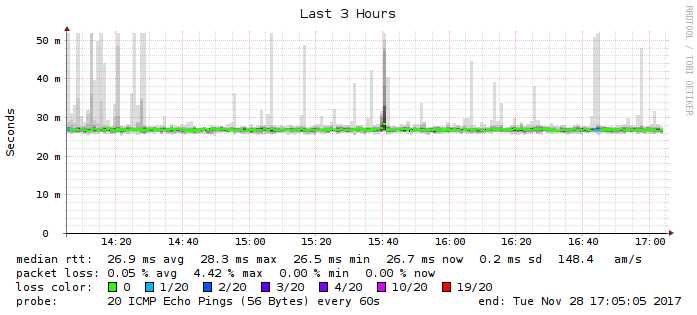 Last 3 Hours
RRDTOOL / TOBI OETIKER
Seconds
50 m
40 m
30 m
20 m
10 m
0
14:20 14:40 15:00 15:20 15:40 16:00 16:20 16:40 17:00
median rtt: 26.9 ms avg 28.3 ms max 26.5 ms min 26.7 ms now 0.2 ms sd 148.4 am/s
packet loss: 0.05 % avg 4.42 % max 0.00 % min 0.00 % now
loss color: 0 1/20 2/20 3/20 4/20 10/20 19/20
probe: 20 ICMP Echo Pings (56 Bytes) every 60s end: Tue Nov 28 17:05:05 2017